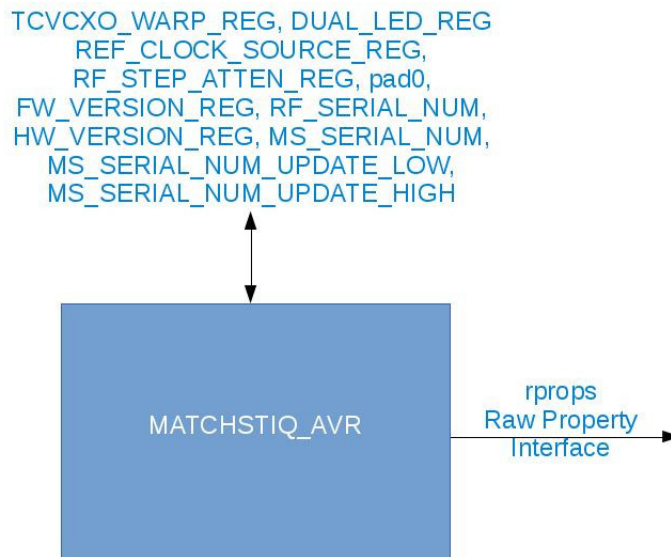 TCVCXO_WARP_REG, DUAL_LED_REG
REF_CLOCK_SOURCE_REG,
RF_STEP_ATTEN_REG, pad0,
FW_VERSION_REG, RF_SERIAL_NUM,
HW_VERSION_REG, MS_SERIAL_NUM,
MS_SERIAL_NUM_UPDATE_LOW,
MS_SERIAL_NUM_UPDATE_HIGH
MATCHSTIQ_AVR
rprops
Raw Property
Interface